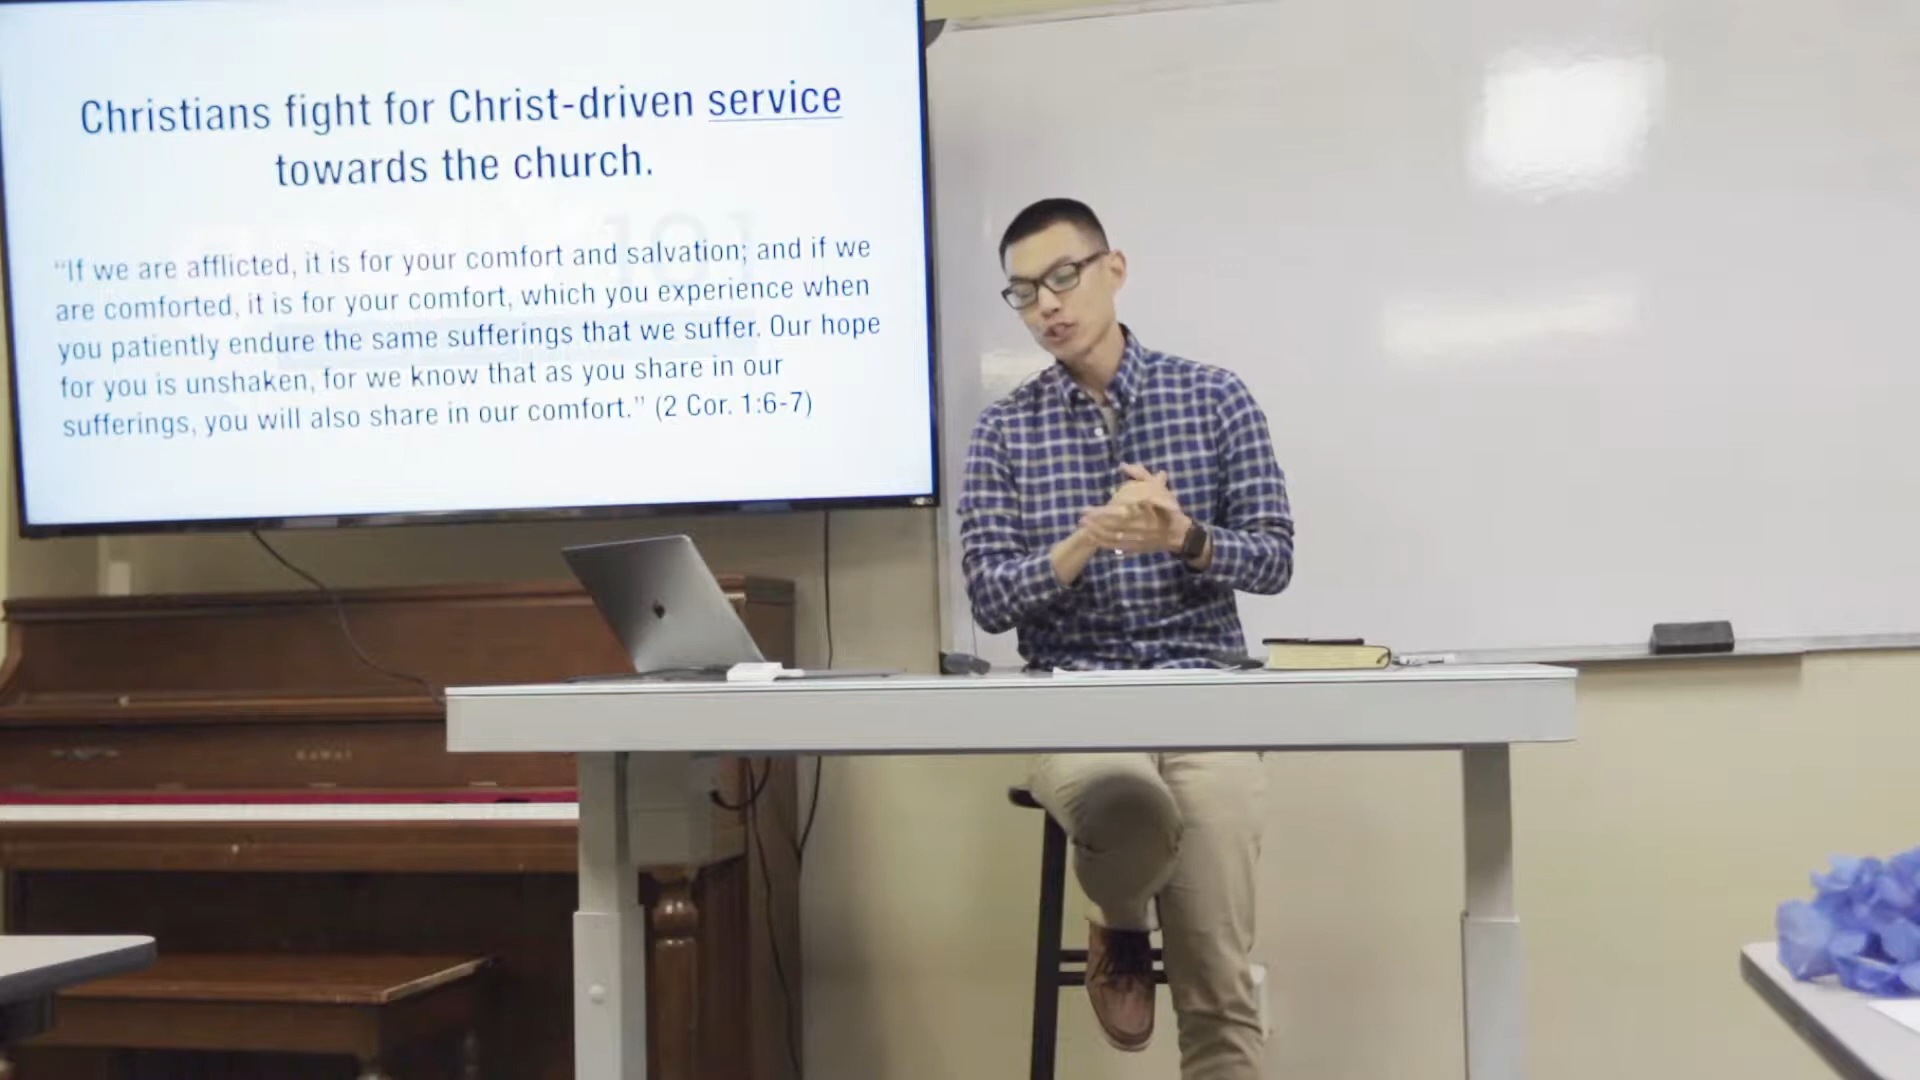 Christians fight for Christ-driven service
towards the church.
“If we are afflicted, it is for your comfort and salvation; and if we
are comforted, it is for your comfort, which you experience when
you patiently endure the same sufferings that we suffer. Our hope
for you is unshaken, for we know that as you share in our
sufferings, you will also share in our comfort.” (2 Cor. 1:6-7)
KAWAI